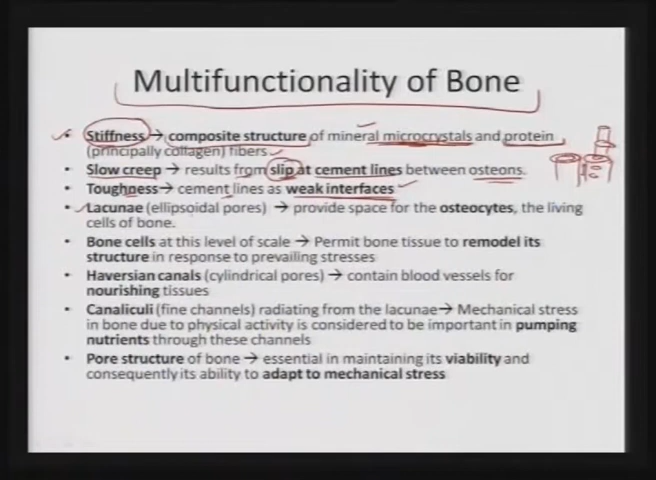 Multifunctionality of Bone
• Stiffness → composite structure of mineral microcrystals and protein
(principally collagen) fibers
• Slow creep → results from slip at cement lines between osteons.
• Toughness → cement lines as weak interfaces
• Lacunae (ellipsoidal pores) → provide space for the osteocytes, the living
cells of bone.
• Bone cells at this level of scale → Permit bone tissue to remodel its
structure in response to prevailing stresses
• Haversian canals (cylindrical pores) → contain blood vessels for
nourishing tissues
• Canaliculi (fine channels) radiating from the lacunae→ Mechanical stress
in bone due to physical activity is considered to be important in pumping
nutrients through these channels
• Pore structure of bone → essential in maintaining its viability and
consequently its ability to adapt to mechanical stress